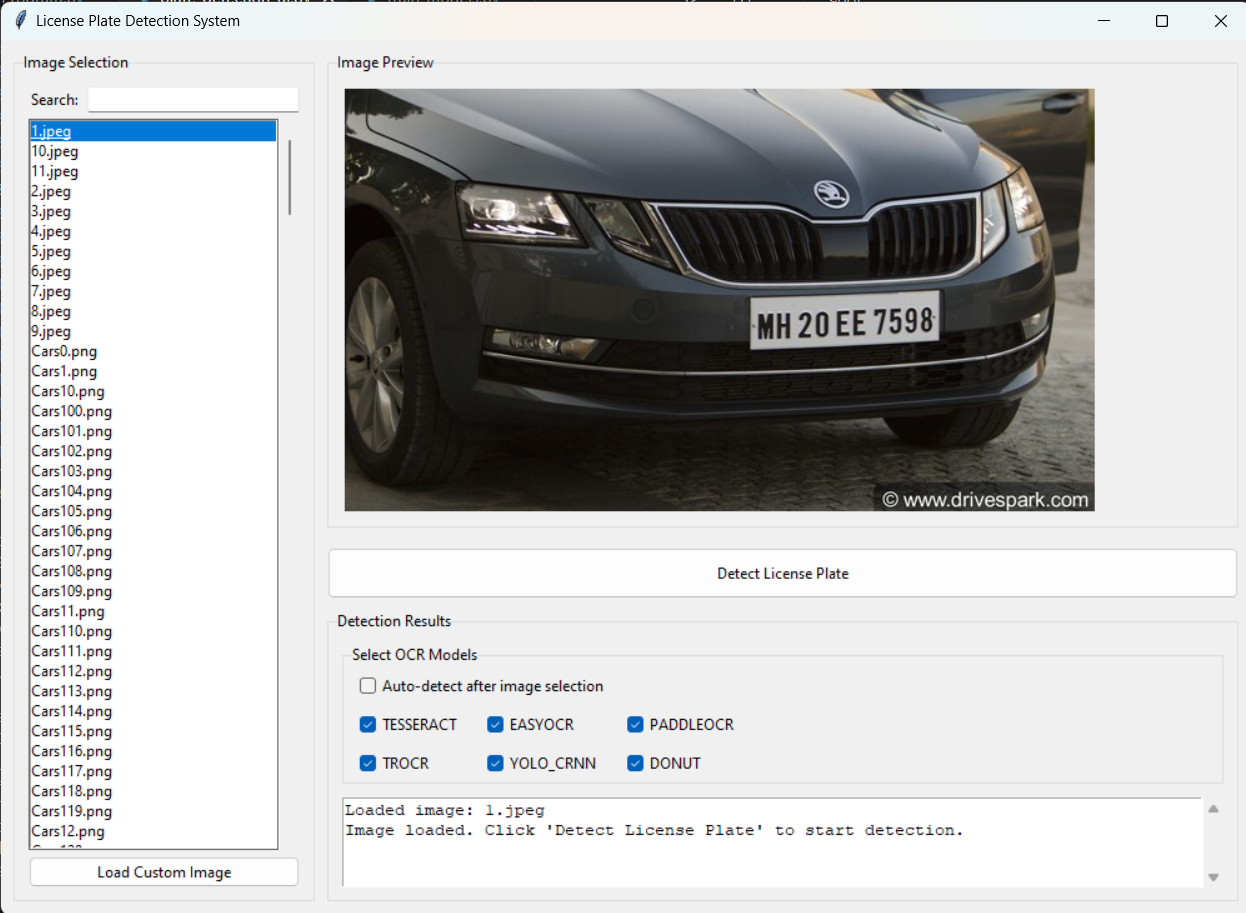 License Plate Detection System
Image Selection
Search:
1.jpeg
10.jpeg
11.jpeg
2.jpeg
3.jpeg
4.jpeg
5.jpeg
6.jpeg
7.jpeg
8.jpeg
9.jpeg
Cars0.png
Cars1.png
Cars10.png
Cars100.png
Cars101.png
Cars102.png
Cars103.png
Cars104.png
Cars105.png
Cars106.png
Cars107.png
Cars108.png
Cars109.png
Cars11.png
Cars110.png
Cars111.png
Cars112.png
Cars113.png
Cars114.png
Cars115.png
Cars116.png
Cars117.png
Cars118.png
Cars119.png
Cars12.png
Load Custom Image
Image Preview
MH 20 EE 7598
© www.drivespark.com
Detect License Plate
Detection Results
Select OCR Models
Auto-detect after image selection
TESSERACT EASYOCR PADDLEOCR
TROCR YOLO_CRNN DONUT
Loaded image: 1.jpeg
Image loaded. Click 'Detect License Plate' to start detection.